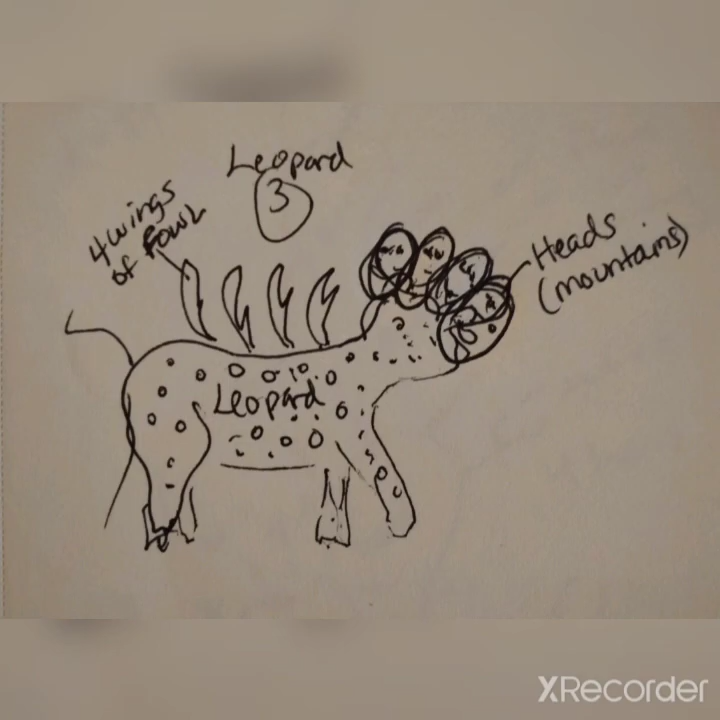 Leopard
3
4 wings
of Fowl
Heads
(mountains)
Leopard
XRecorder